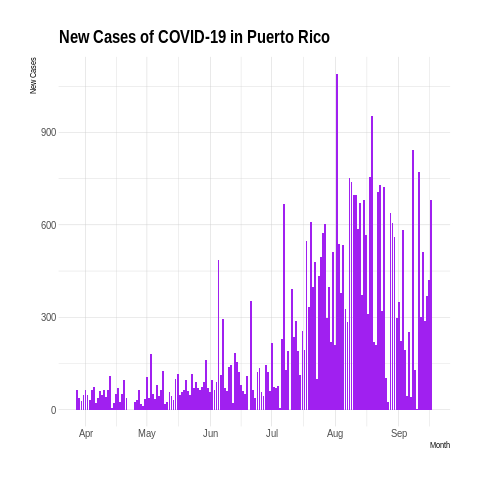 New Cases of COVID-19 in Puerto Rico
New Cases
900
600
300
0
Apr May Jun Jul Aug Sep
Month